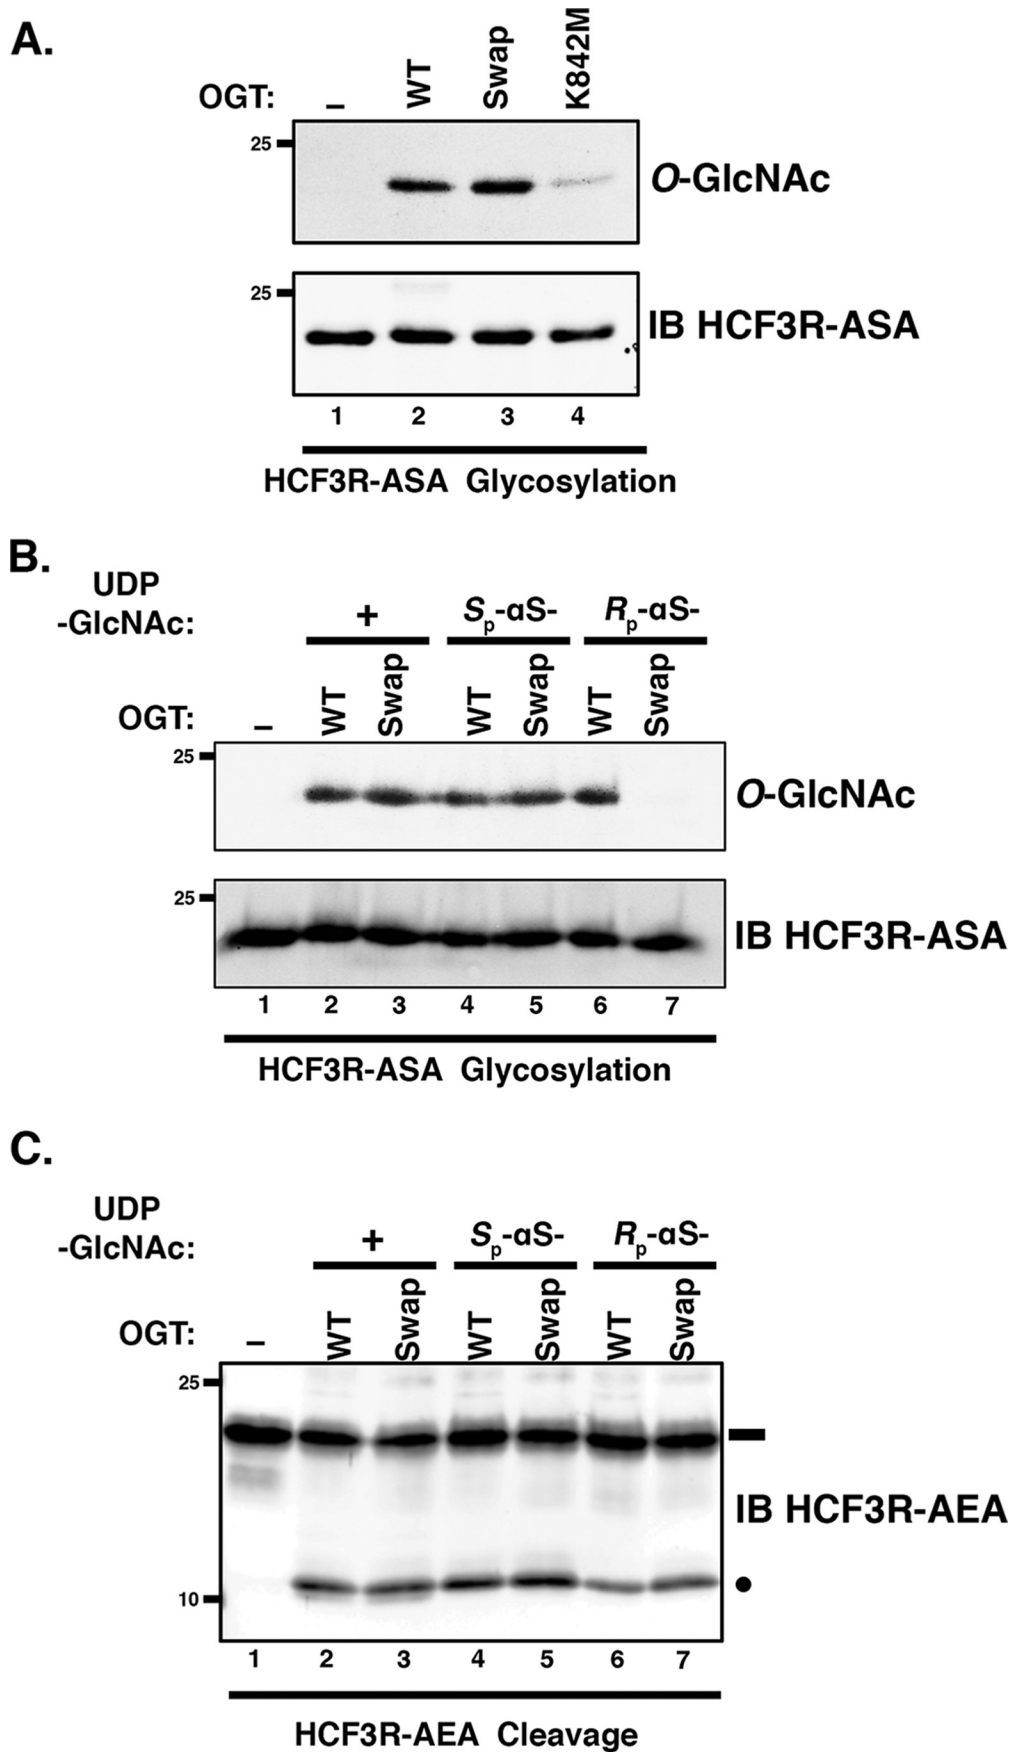 A.
OGT: – WT Swap K842M
25
O-GlcNAc
25
IB HCF3R-ASA
1 2 3 4
HCF3R-ASA Glycosylation
B.
UDP
-GlcNAc: + Sp-αS- Rp-αS-
OGT: – WT Swap WT Swap WT Swap
25
O-GlcNAc
25
IB HCF3R-ASA
1 2 3 4 5 6 7
HCF3R-ASA Glycosylation
C.
UDP
-GlcNAc: + Sp-αS- Rp-αS-
OGT: – WT Swap WT Swap WT Swap
25
IB HCF3R-AEA
10
1 2 3 4 5 6 7
HCF3R-AEA Cleavage